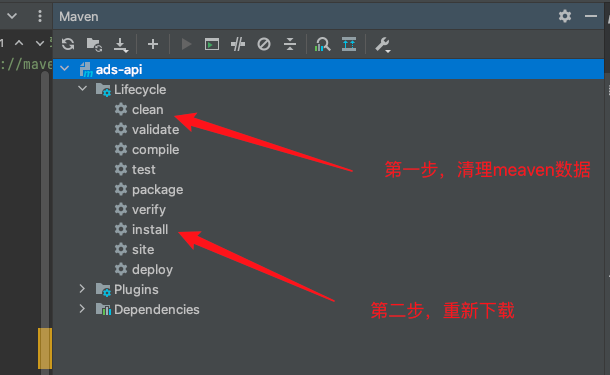 Maven
1
://mave
ads-api
Lifecycle
clean
validate
compile
test
package
verify
install
site
deploy
Plugins
Dependencies
第一步，清理meaven数据
第二步，重新下载